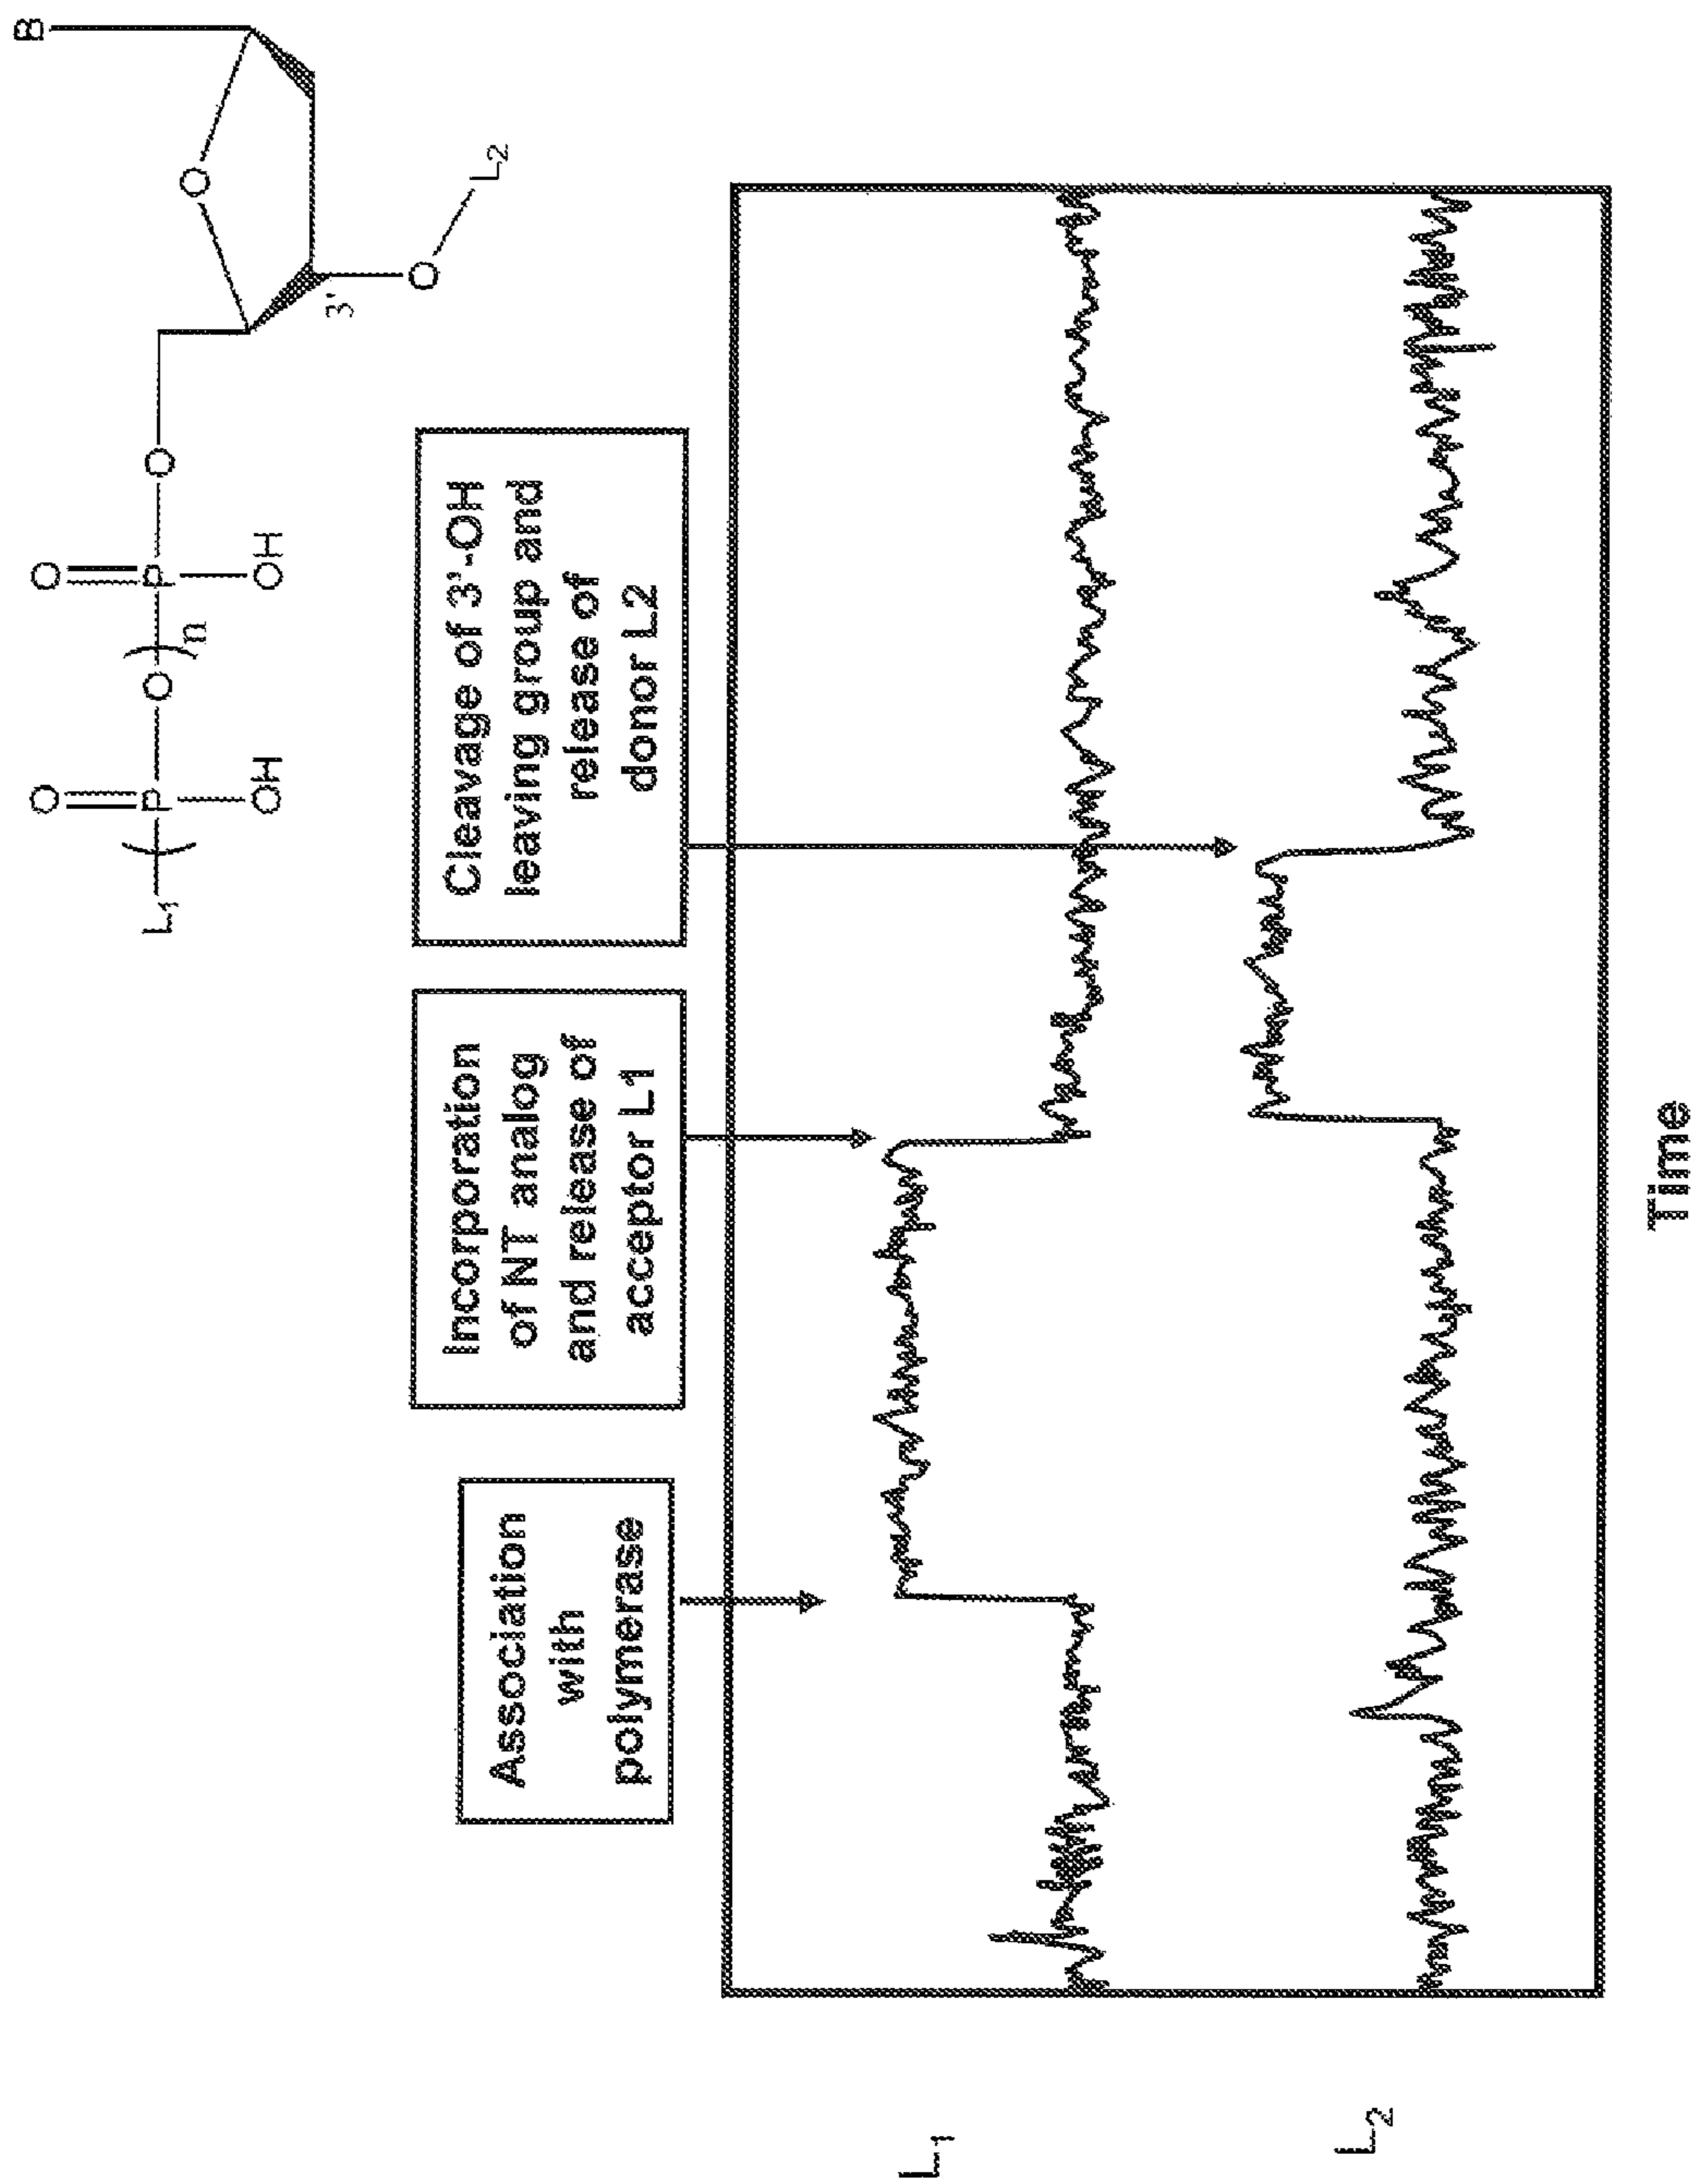 B
O
O
O
L₁
P
O
P
O
n
OH
OH
3'
O
L₂
Association
with
polymerase
Incorporation
of NT analog
and release of
acceptor L1
Cleavage of 3'-OH
leaving group and
release of
donor L2
L₁
L₂
Time